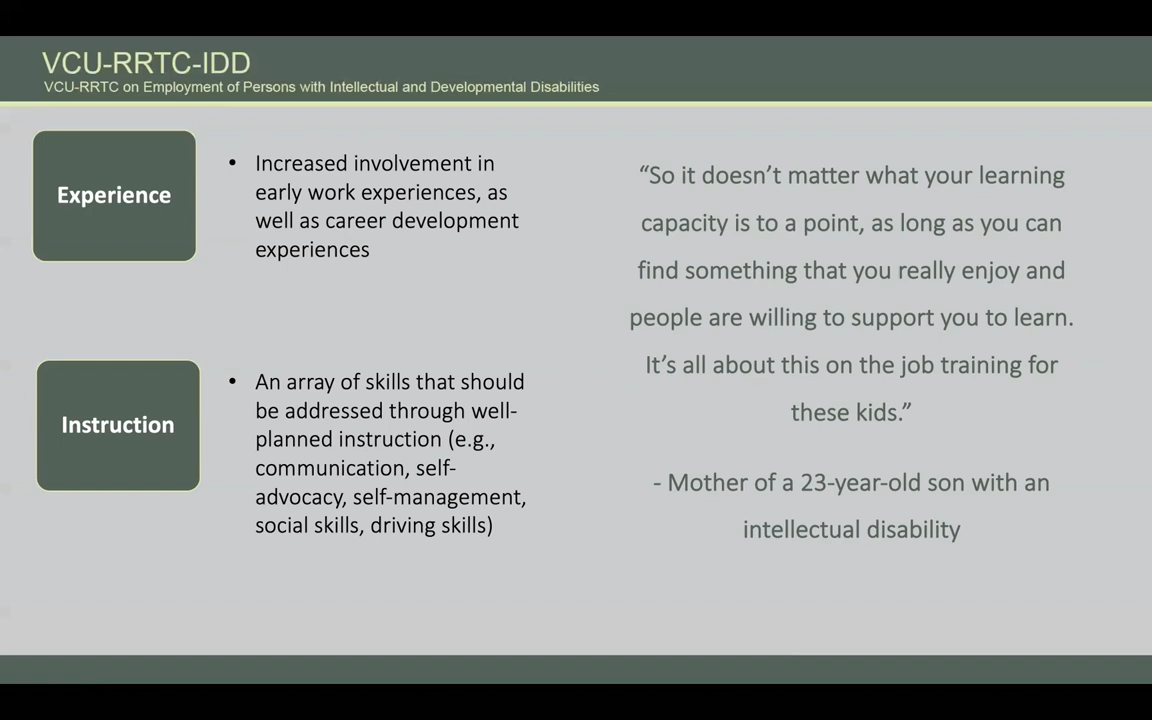 VCU-RRTC-IDD
VCU-RRTC on Employment of Persons with Intellectual and Developmental Disabilities
Experience
• Increased involvement in
early work experiences, as
well as career development
experiences
Instruction
• An array of skills that should
be addressed through well-
planned instruction (e.g.,
communication, self-
advocacy, self-management,
social skills, driving skills)
“So it doesn’t matter what your learning
capacity is to a point, as long as you can
find something that you really enjoy and
people are willing to support you to learn.
It’s all about this on the job training for
these kids.”
- Mother of a 23-year-old son with an
intellectual disability